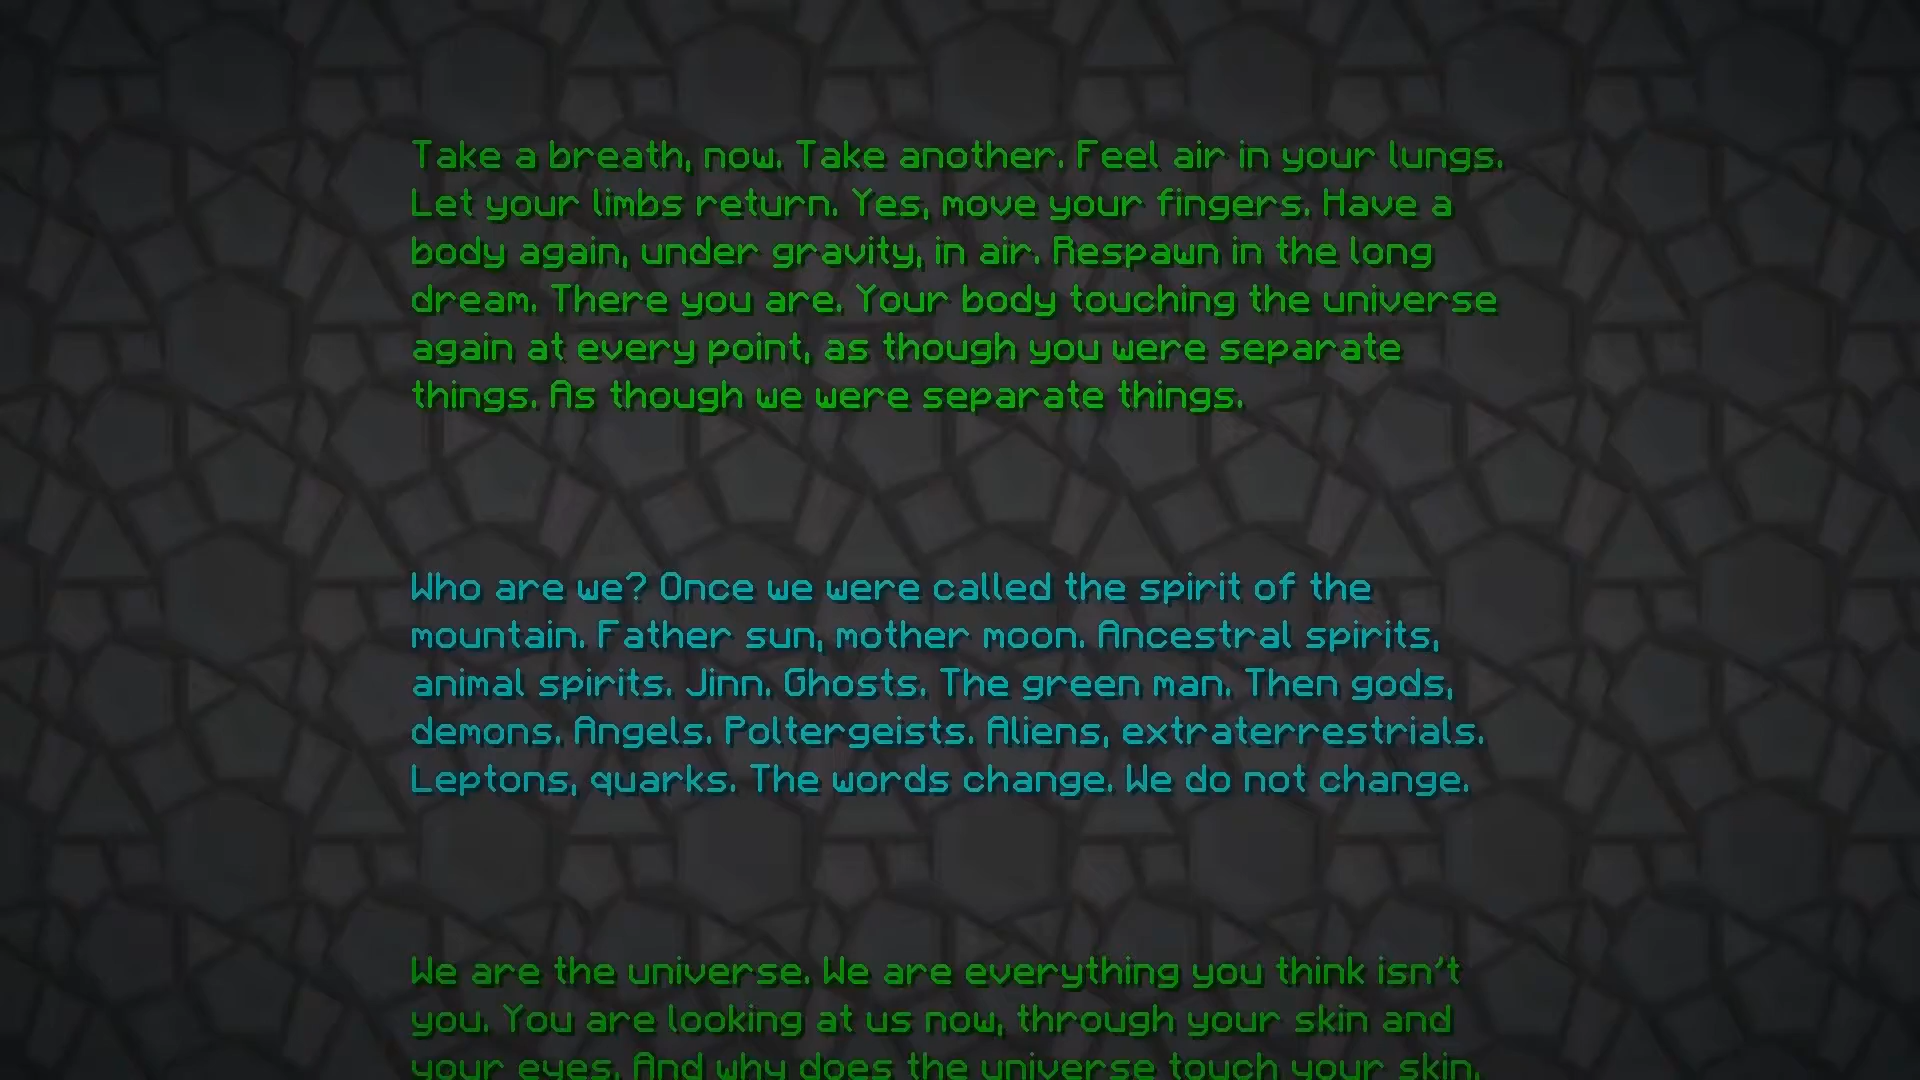 Take a breath, now. Take another. Feel air in your lungs.
Let your limbs return. Yes, move your fingers. Have a
body again, under gravity, in air. Respawn in the long
dream. There you are. Your body touching the universe
again at every point, as though you were separate
things. As though we were separate things.
Who are we? Once we were called the spirit of the
mountain. Father sun, mother moon. Ancestral spirits,
animal spirits. Jinn. Ghosts. The green man. Then gods,
demons. Angels. Poltergeists. Aliens, extraterrestrials.
Leptons, quarks. The words change. We do not change.
We are the universe. We are everything you think isn't
you. You are looking at us now, through your skin and
your eyes. And why does the universe touch your skin,